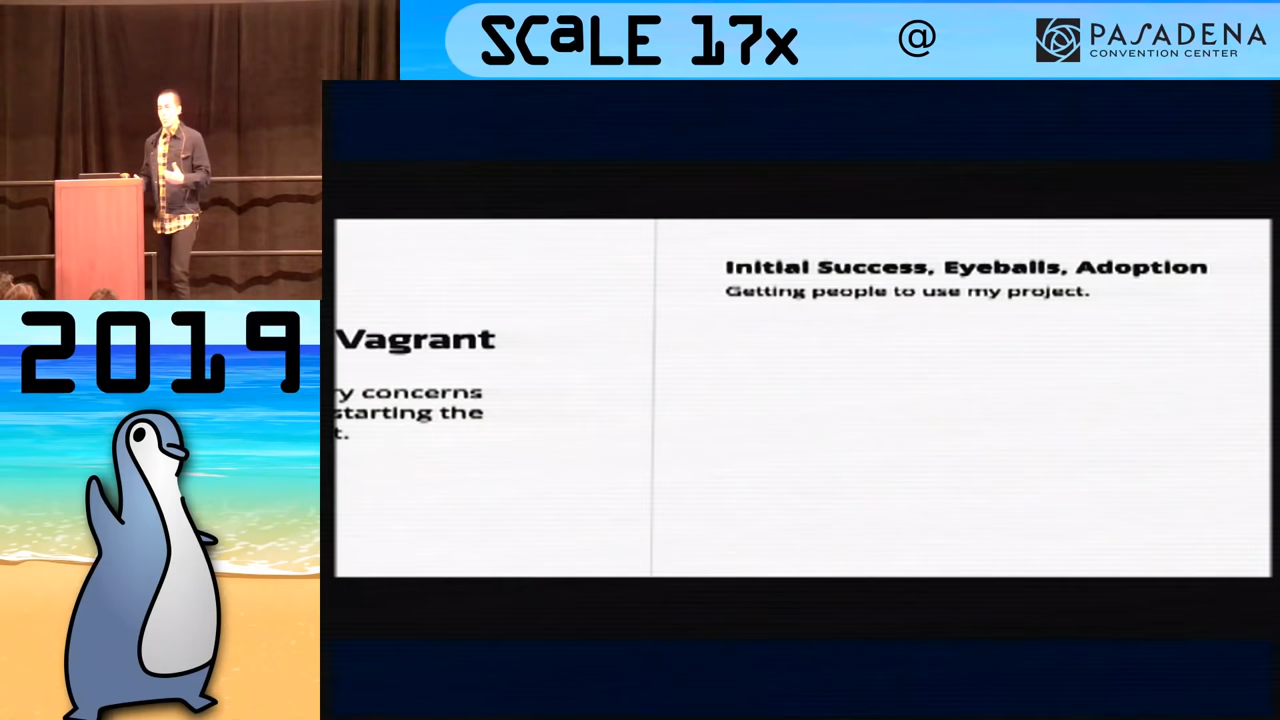 SCaLE 17x
@
PASADENA
CONVENTION CENTER
2019
Vagrant
y concerns
starting the
t.
Initial Success, Eyeballs, Adoption
Getting people to use my project.